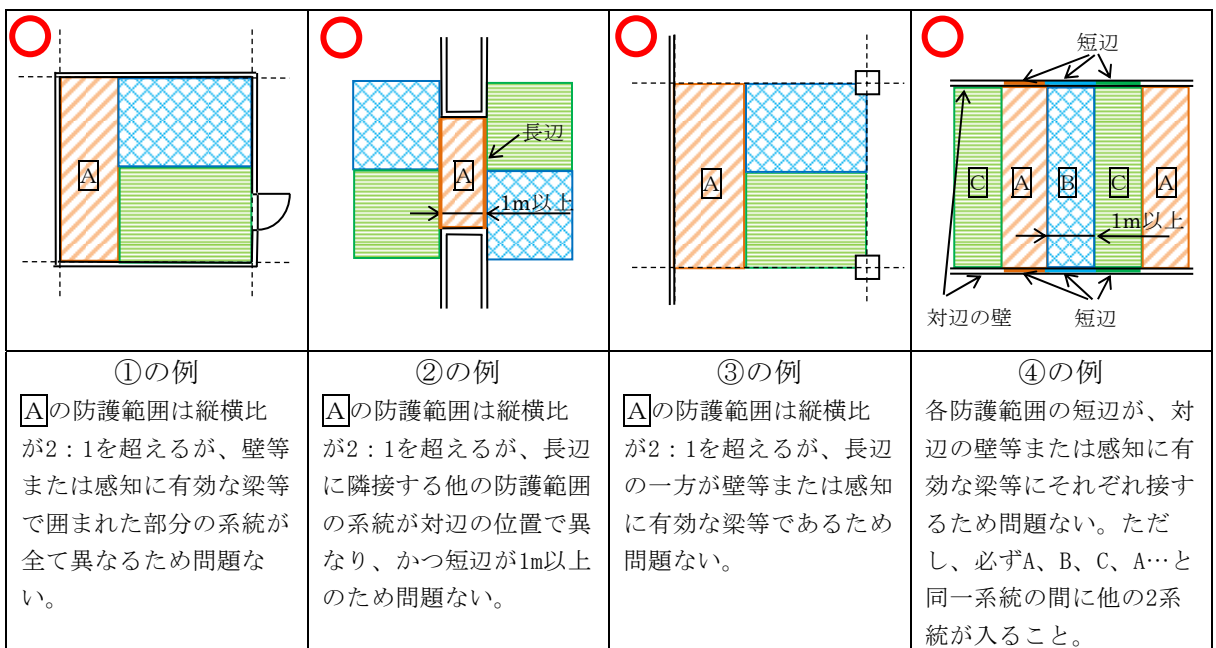 A
長辺
A
1m以上
A
短辺
C
A
B
C
A
1m以上
対辺の壁
短辺
①の例
Aの防護範囲は縦横比
が2：1を超えるが、壁等
または感知に有効な梁等
で囲まれた部分の系統が
全て異なるため問題な
い。
②の例
Aの防護範囲は縦横比
が2：1を超えるが、長辺
に隣接する他の防護範囲
の系統が対辺の位置で異
なり、かつ短辺が1m以上
のため問題ない。
③の例
Aの防護範囲は縦横比
が2：1を超えるが、長辺
の一方が壁等または感知
に有効な梁等であるため
問題ない。
④の例
各防護範囲の短辺が、対
辺の壁等または感知に有
効な梁等にそれぞれ接す
るため問題ない。ただ
し、必ずA、B、C、A…と
同一系統の間に他の2系
統が入ること。